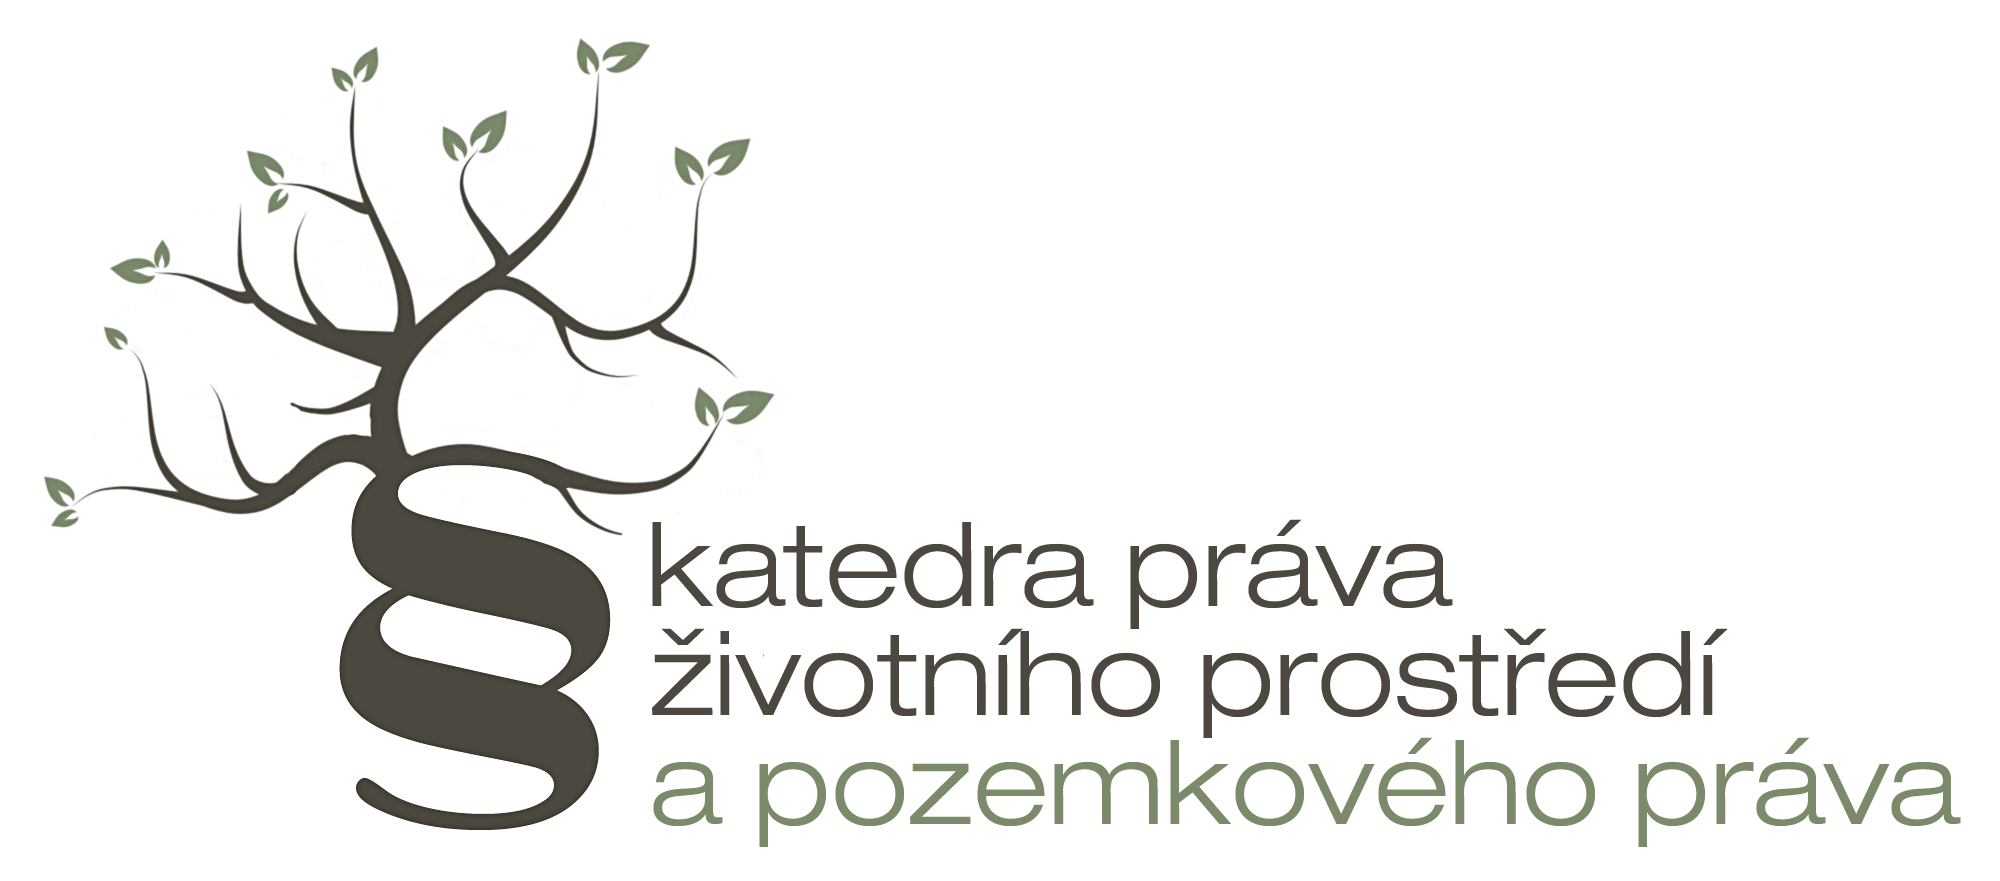 §
katedra práva
životního prostředí
a pozemkového práva